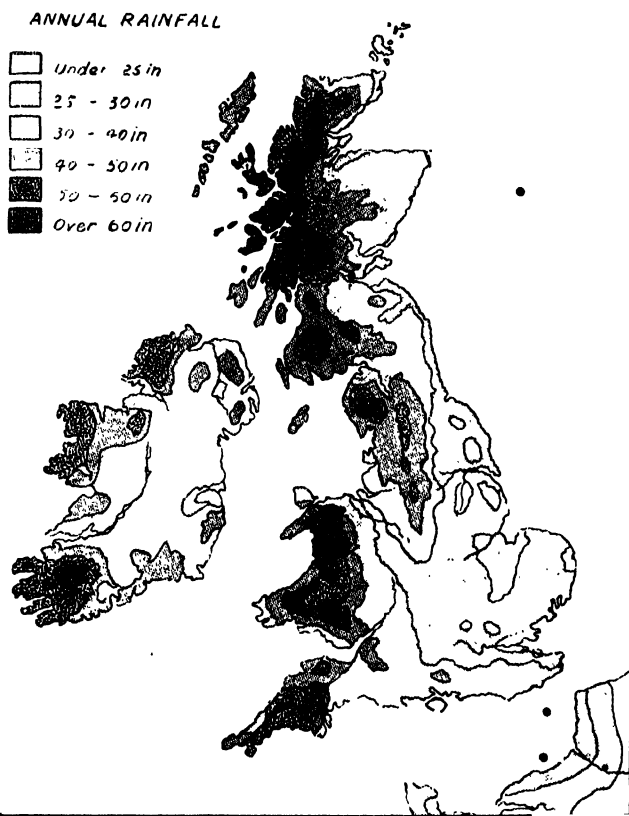 ANNUAL RAINFALL
Under 25in
25 - 30in
30 - 40in
40 - 50in
50 - 60in
Over 60in